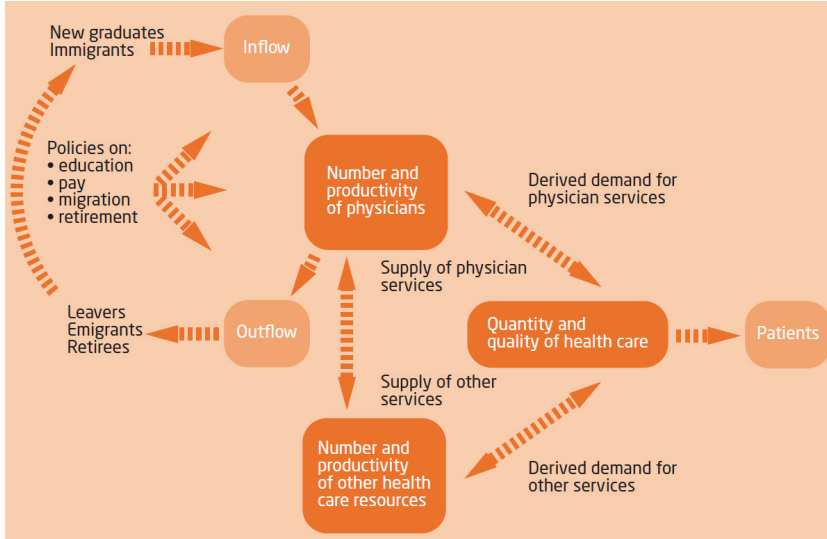 New graduates
Immigrants
Inflow
Policies on:
• education
• pay
• migration
• retirement
Number and
productivity
of physicians
Derived demand for
physician services
Supply of physician
services
Leavers
Emigrants
Retirees
Outflow
Quantity and
quality of health care
Patients
Supply of other
services
Number and
productivity
of other health
care resources
Derived demand for
other services